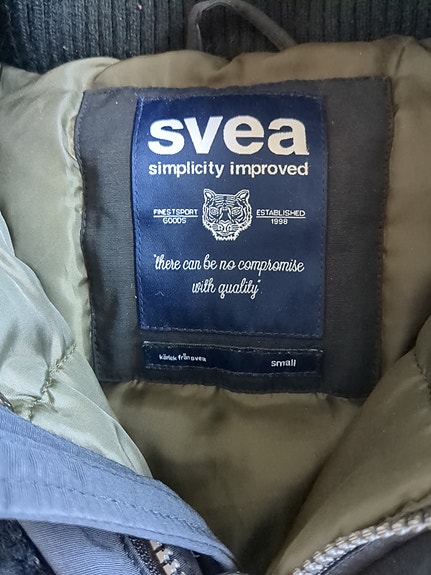 svea
simplicity improved
FINESTSPORT ESTABLISHED
GOODS 1998
"there can be no compromise
with quality".
kärlek från svea small